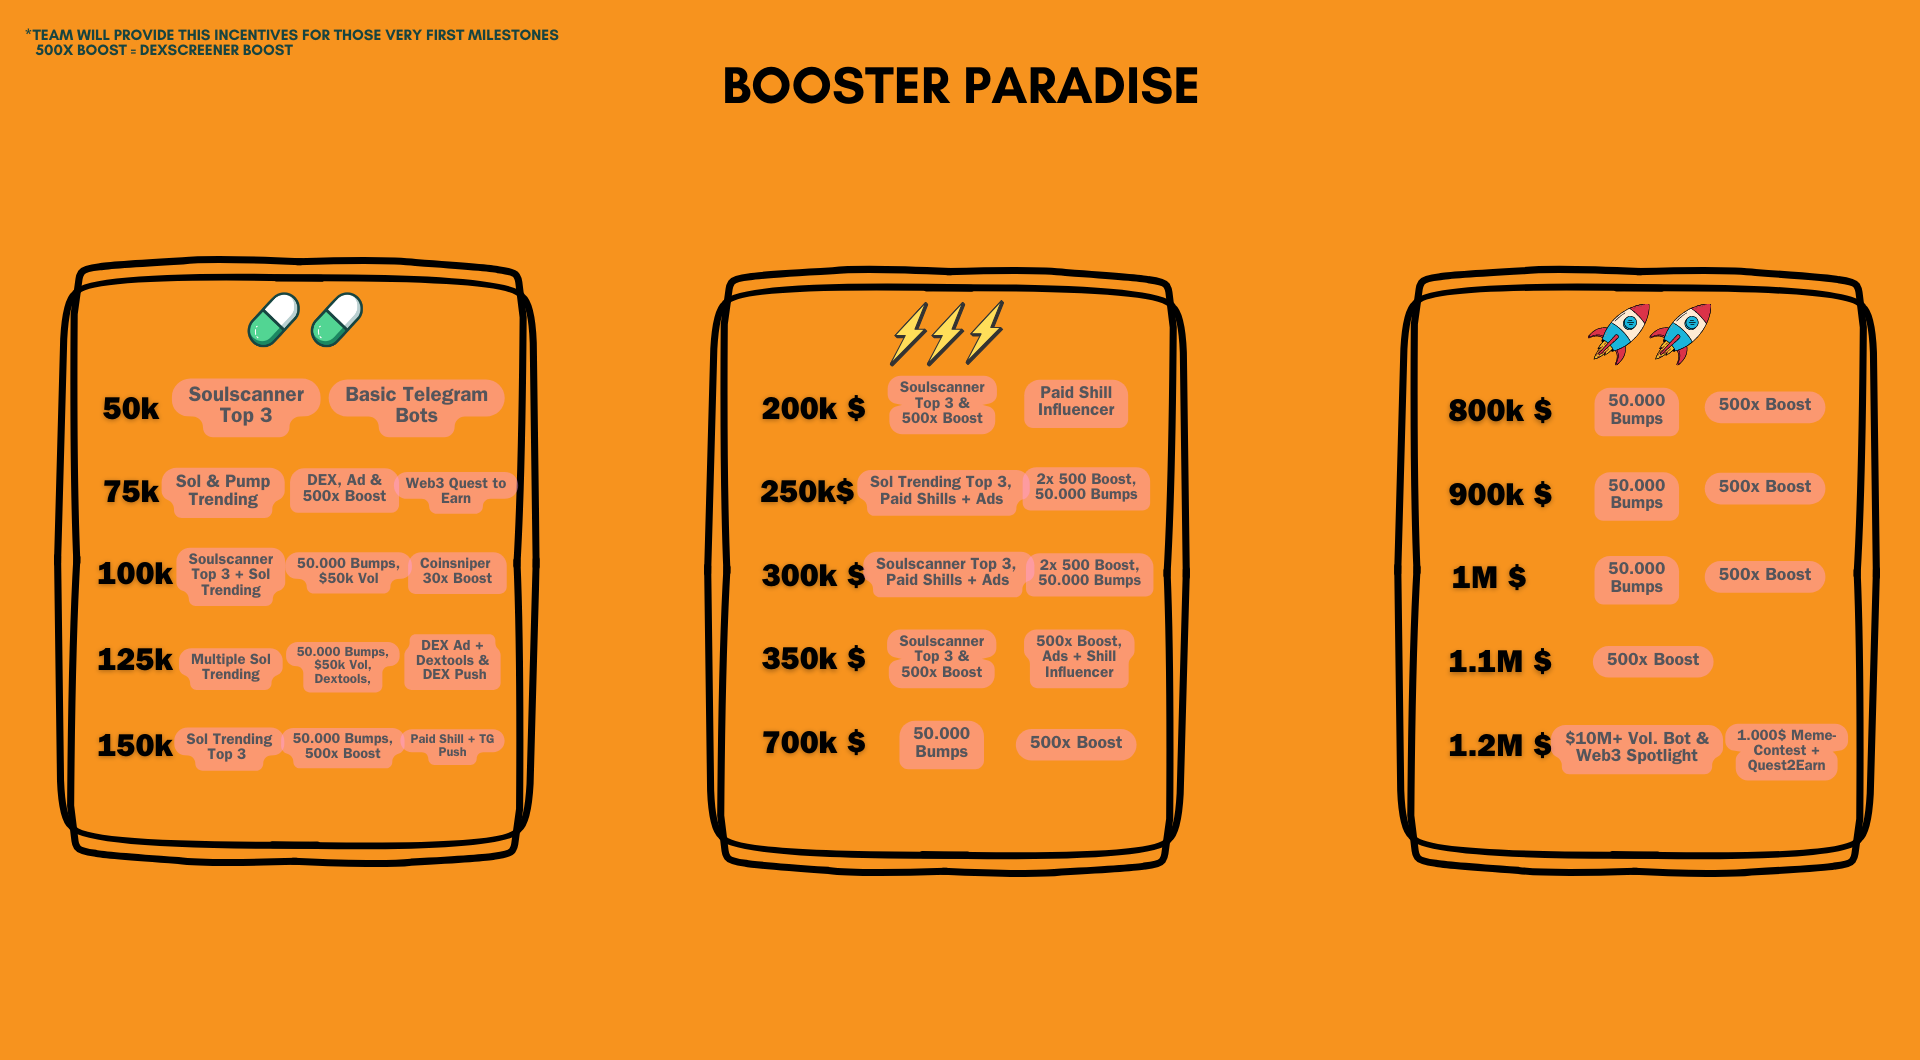 *TEAM WILL PROVIDE THIS INCENTIVES FOR THOSE VERY FIRST MILESTONES
500X BOOST = DEXSCREENER BOOST
BOOSTER PARADISE
50k
Soulscanner
Top 3
Basic Telegram
Bots
75k
Sol & Pump
Trending
DEX, Ad &
500x Boost
Web3 Quest to
Earn
100k
Soulscanner
Top 3 + Sol
Trending
50.000 Bumps,
$50k Vol
Coinsniper
30x Boost
125k
Multiple Sol
Trending
50.000 Bumps,
$50k Vol,
Dextools,
DEX Ad +
Dextools &
DEX Push
150k
Sol Trending
Top 3
50.000 Bumps,
500x Boost
Paid Shill + TG
Push
200k $
Soulscanner
Top 3 &
500x Boost
Paid Shill
Influencer
250k$
Sol Trending Top 3,
Paid Shills + Ads
2x 500 Boost,
50.000 Bumps
300k $
Soulscanner Top 3,
Paid Shills + Ads
2x 500 Boost,
50.000 Bumps
350k $
Soulscanner
Top 3 &
500x Boost
500x Boost,
Ads + Shill
Influencer
700k $
50.000
Bumps
500x Boost
800k $
50.000
Bumps
500x Boost
900k $
50.000
Bumps
500x Boost
1M $
50.000
Bumps
500x Boost
1.1M $
500x Boost
1.2M $
$10M+ Vol. Bot &
Web3 Spotlight
1.000$ Meme-
Contest +
Quest2Earn